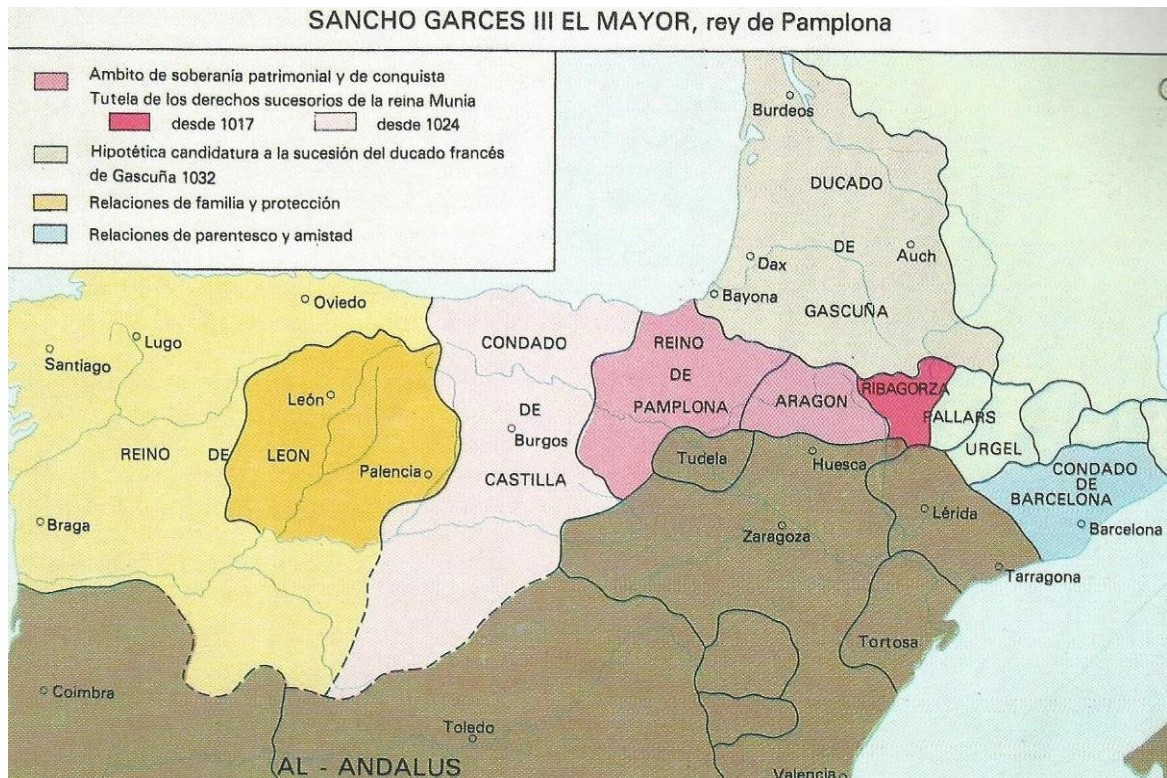 SANCHO GARCES III EL MAYOR, rey de Pamplona
Ambito de soberanía patrimonial y de conquista
Tutela de los derechos sucesorios de la reina Munia
desde 1017
desde 1024
Hipotética candidatura a la sucesión del ducado francés
de Gascuña 1032
Relaciones de familia y protección
Relaciones de parentesco y amistad
Burdeos
DUCADO
DE
GASCUÑA
Auch
Dax
Bayona
Oviedo
Lugo
Santiago
León
REINO DE LEON
Palencia
Braga
CONDADO
DE
Burgos
CASTILLA
REINO
DE
PAMPLONA
ARAGON
RIBAGORZA
PALLARS
URGEL
CONDADO
DE
BARCELONA
Barcelona
Tudela
Huesca
Lérida
Zaragoza
Tarragona
Tortosa
Coimbra
Toledo
AL - ANDALUS
Valencia